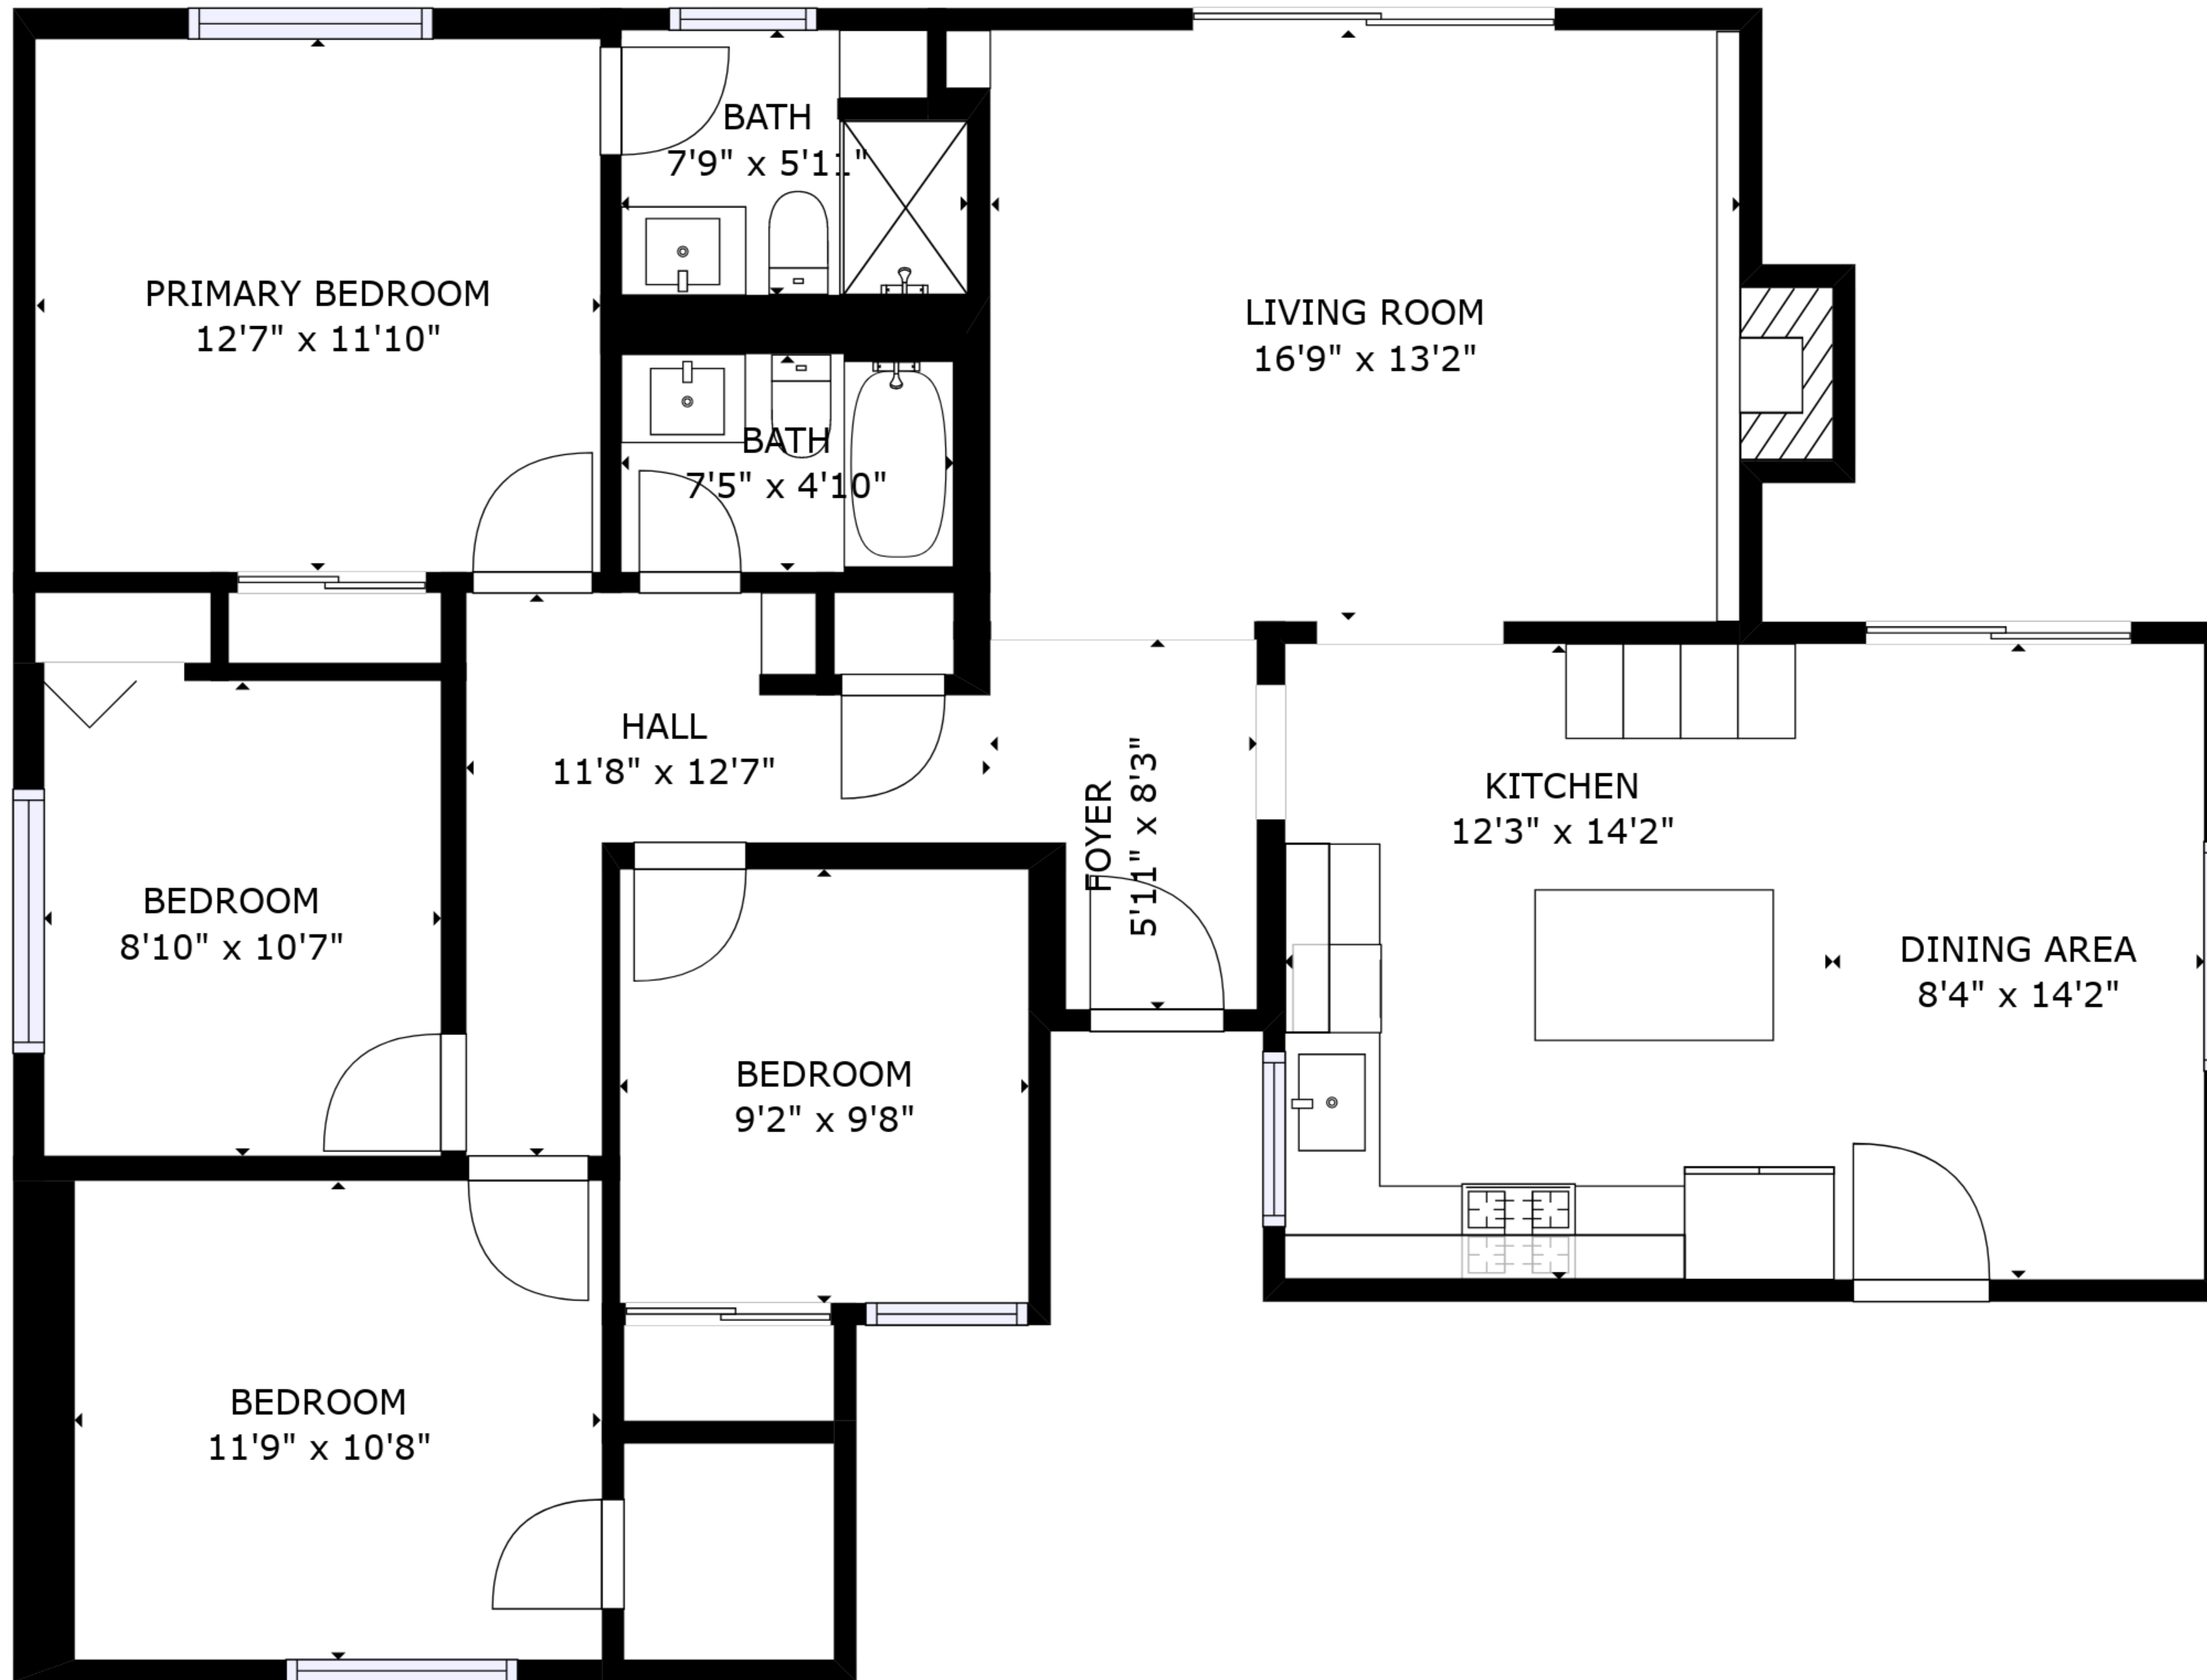 BATH
7'9" x 5'11"
PRIMARY BEDROOM
12'7" x 11'10"
LIVING ROOM
16'9" x 13'2"
BATH
7'5" x 4'10"
HALL
11'8" x 12'7"
FOYER
5'11" x 8'3"
KITCHEN
12'3" x 14'2"
BEDROOM
8'10" x 10'7"
DINING AREA
8'4" x 14'2"
BEDROOM
9'2" x 9'8"
BEDROOM
11'9" x 10'8"